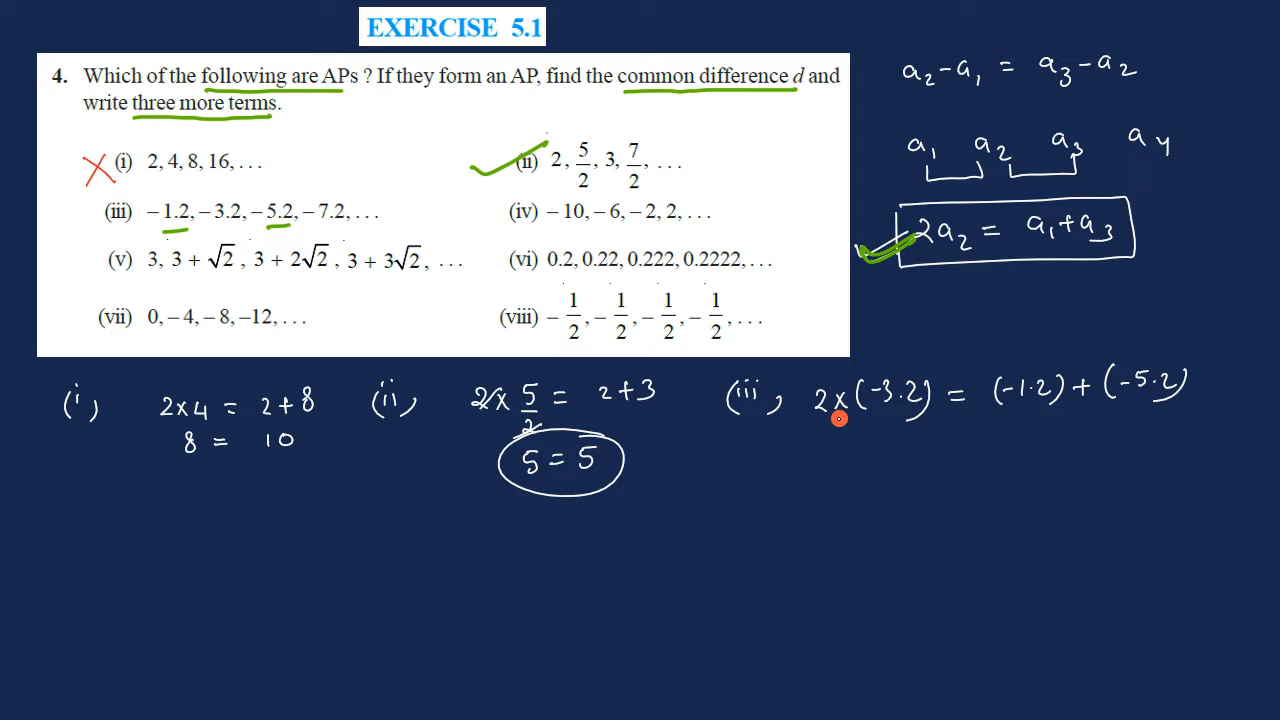 EXERCISE 5.1
4. Which of the following are APs ? If they form an AP, find the common difference d and
write three more terms.
(i) 2, 4, 8, 16, . . .
(ii) 2, 5/2, 3, 7/2, . . .
(iii) – 1.2, – 3.2, – 5.2, – 7.2, . . .
(iv) – 10, – 6, – 2, 2, . . .
(v) 3, 3 + √2, 3 + 2√2, 3 + 3√2, . . .
(vi) 0.2, 0.22, 0.222, 0.2222, . . .
(vii) 0, – 4, – 8, –12, . . .
(viii) – 1/2, – 1/2, – 1/2, – 1/2, . . .
a₂ – a₁ = a₃ – a₂
a₁ a₂ a₃ a₄
2a₂ = a₁ + a₃
(i) 2 × 4 = 2 + 8
8 = 10
(ii) 2 × 5/2 = 2 + 3
5 = 5
(iii) 2 × (–3.2) = (–1.2) + (–5.2)